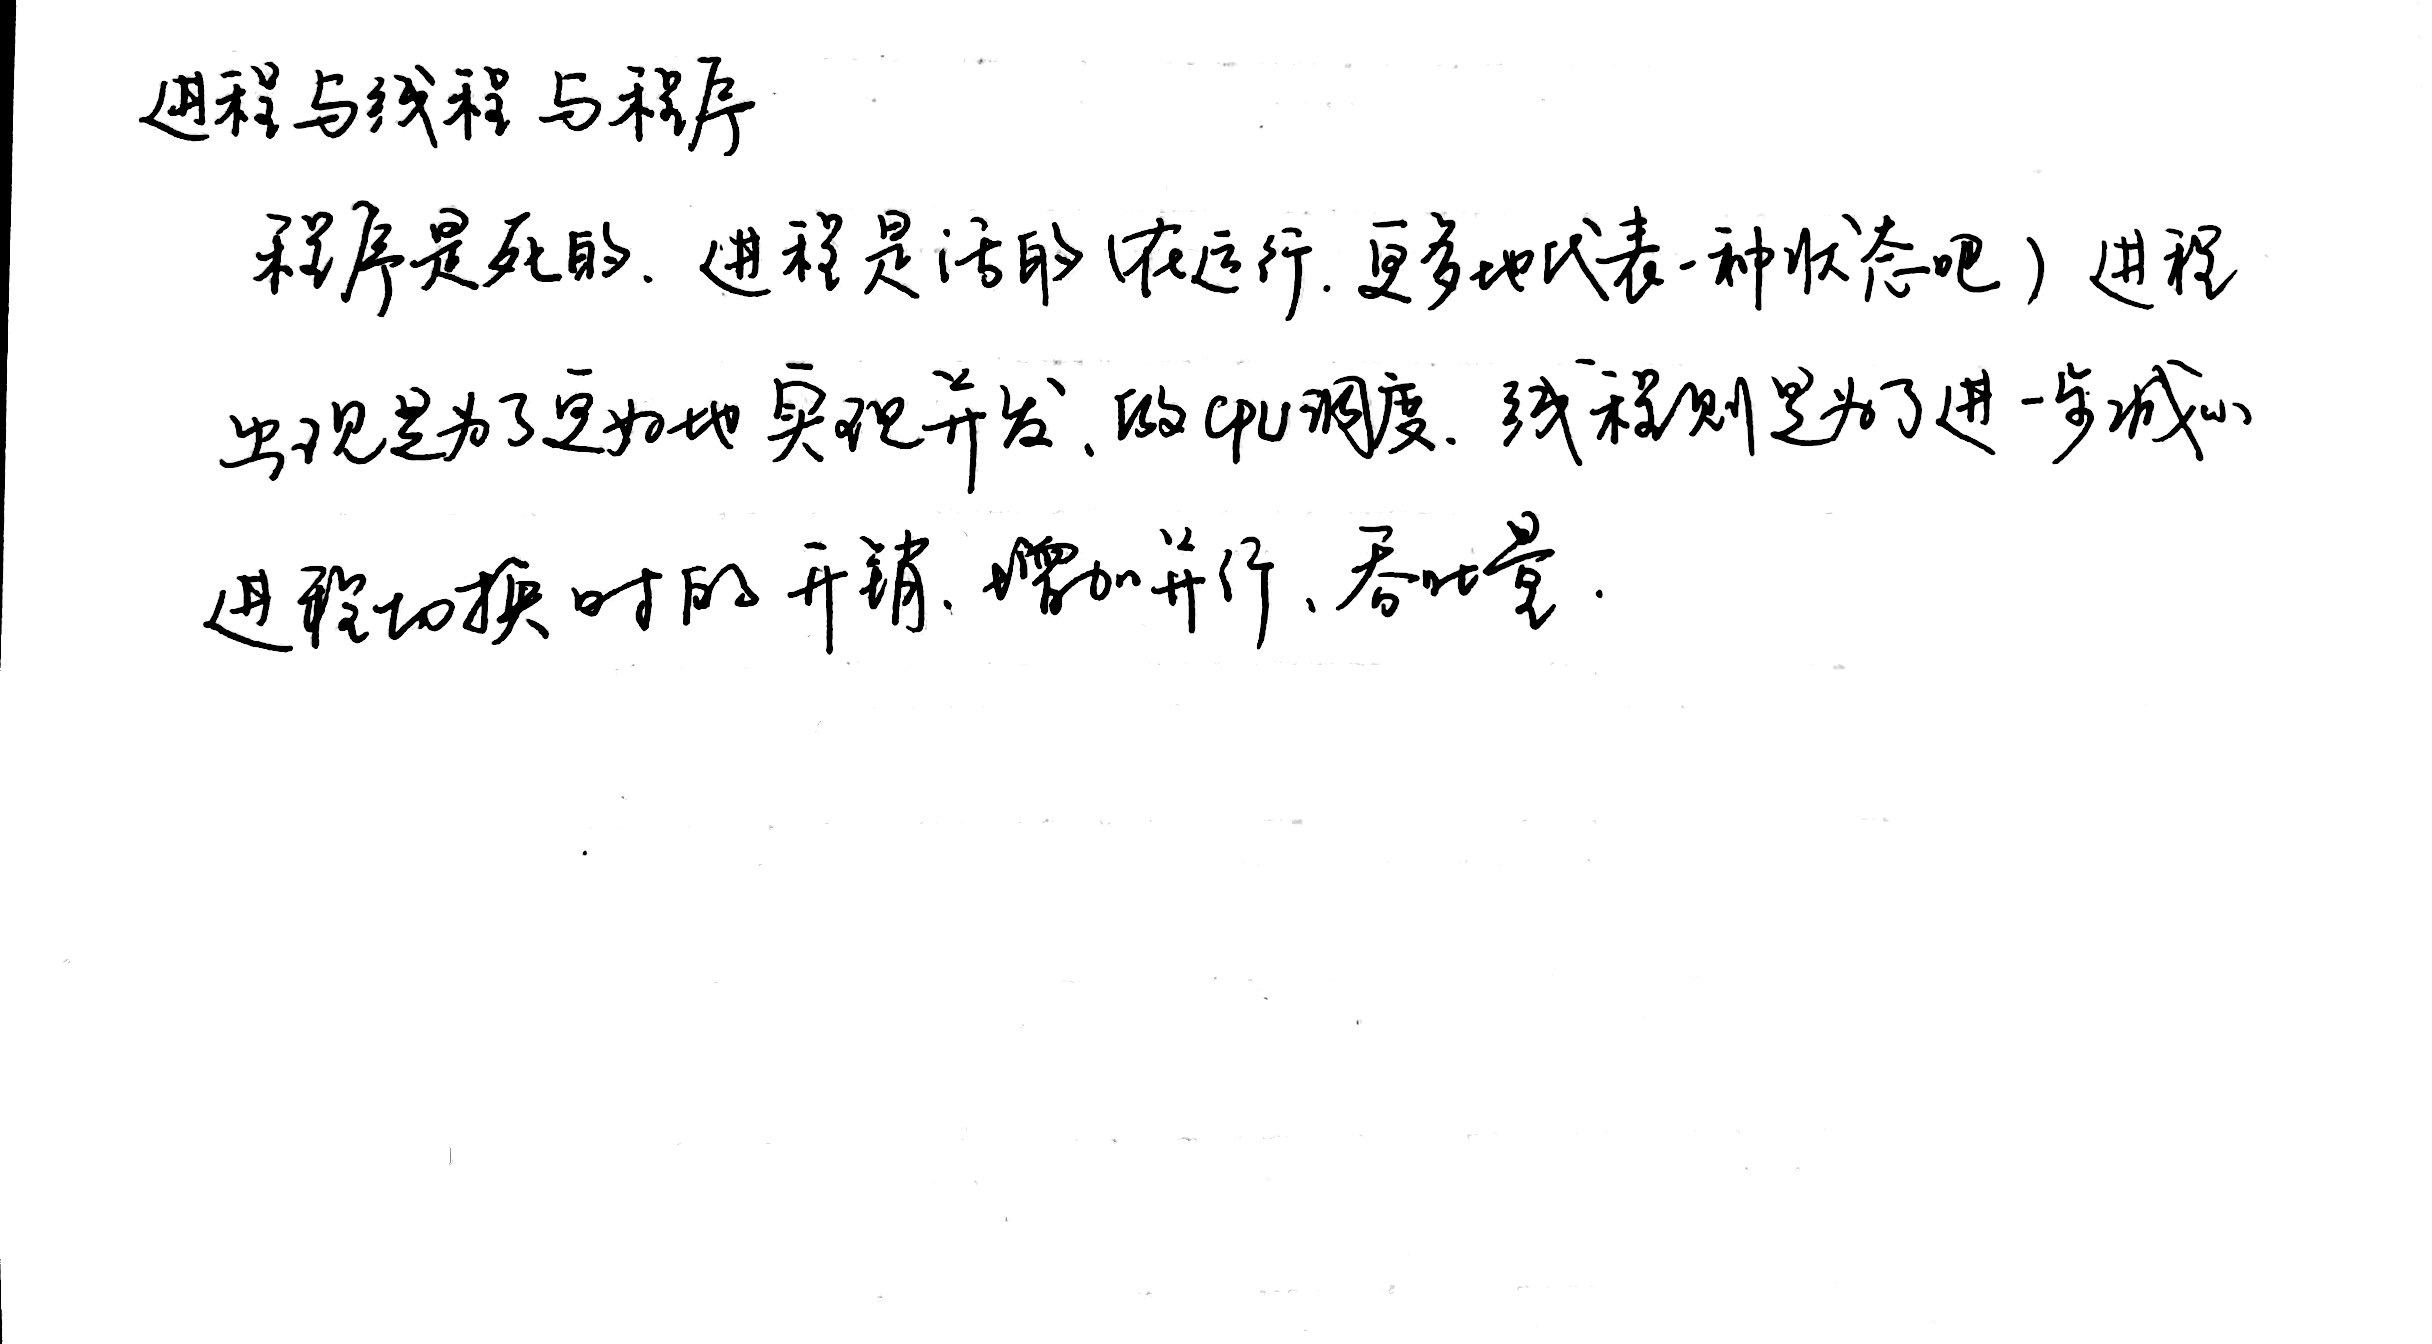 进程与线程与程序
程序是死的. 进程是活的(在运行. 更多地代表一种状态吧) 进程
出现是为了更好地实现并发、做CPU调度. 线程则是为了进一步减小
进程切换时的开销、增加并行、吞吐量.